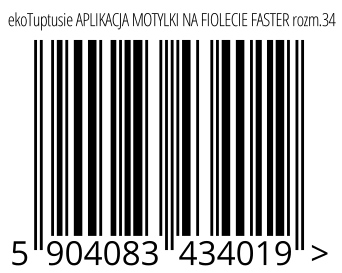 ekoTuptusie APLIKACJA MOTYLKI NA FIOLECIE FASTER rozm.34
5 904083 434019 >